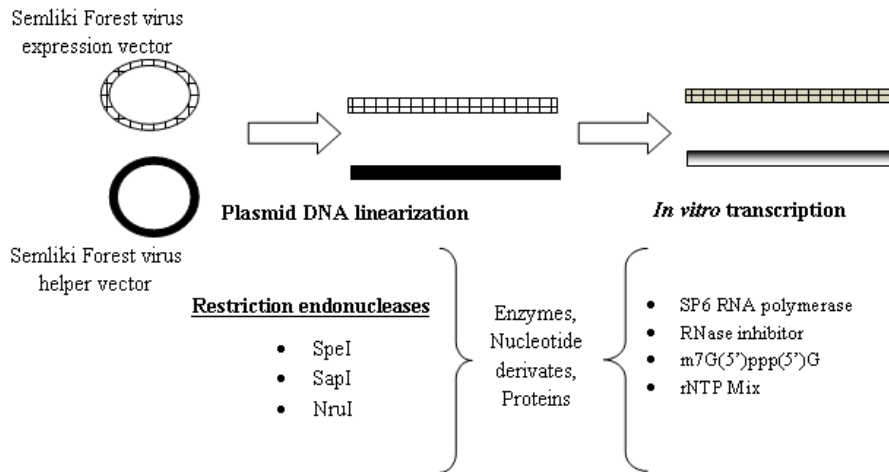 Semliki Forest virus
expression vector
Plasmid DNA linearization
In vitro transcription
Semliki Forest virus
helper vector
Restriction endonucleases
• SpeI
• SapI
• NruI
Enzymes,
Nucleotide
derivates,
Proteins
• SP6 RNA polymerase
• RNase inhibitor
• m7G(5’)ppp(5’)G
• rNTP Mix